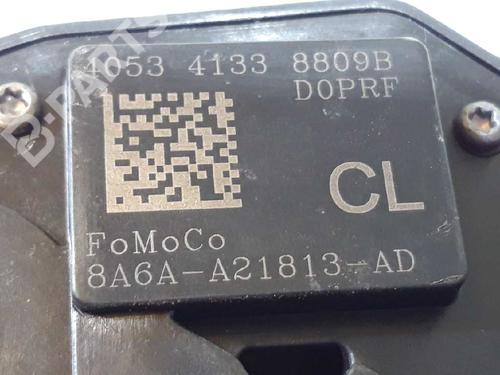 B-Parts
4053 4133 8809B
D0PRF
CL
FoMoCo
8A6A-A21813-AD